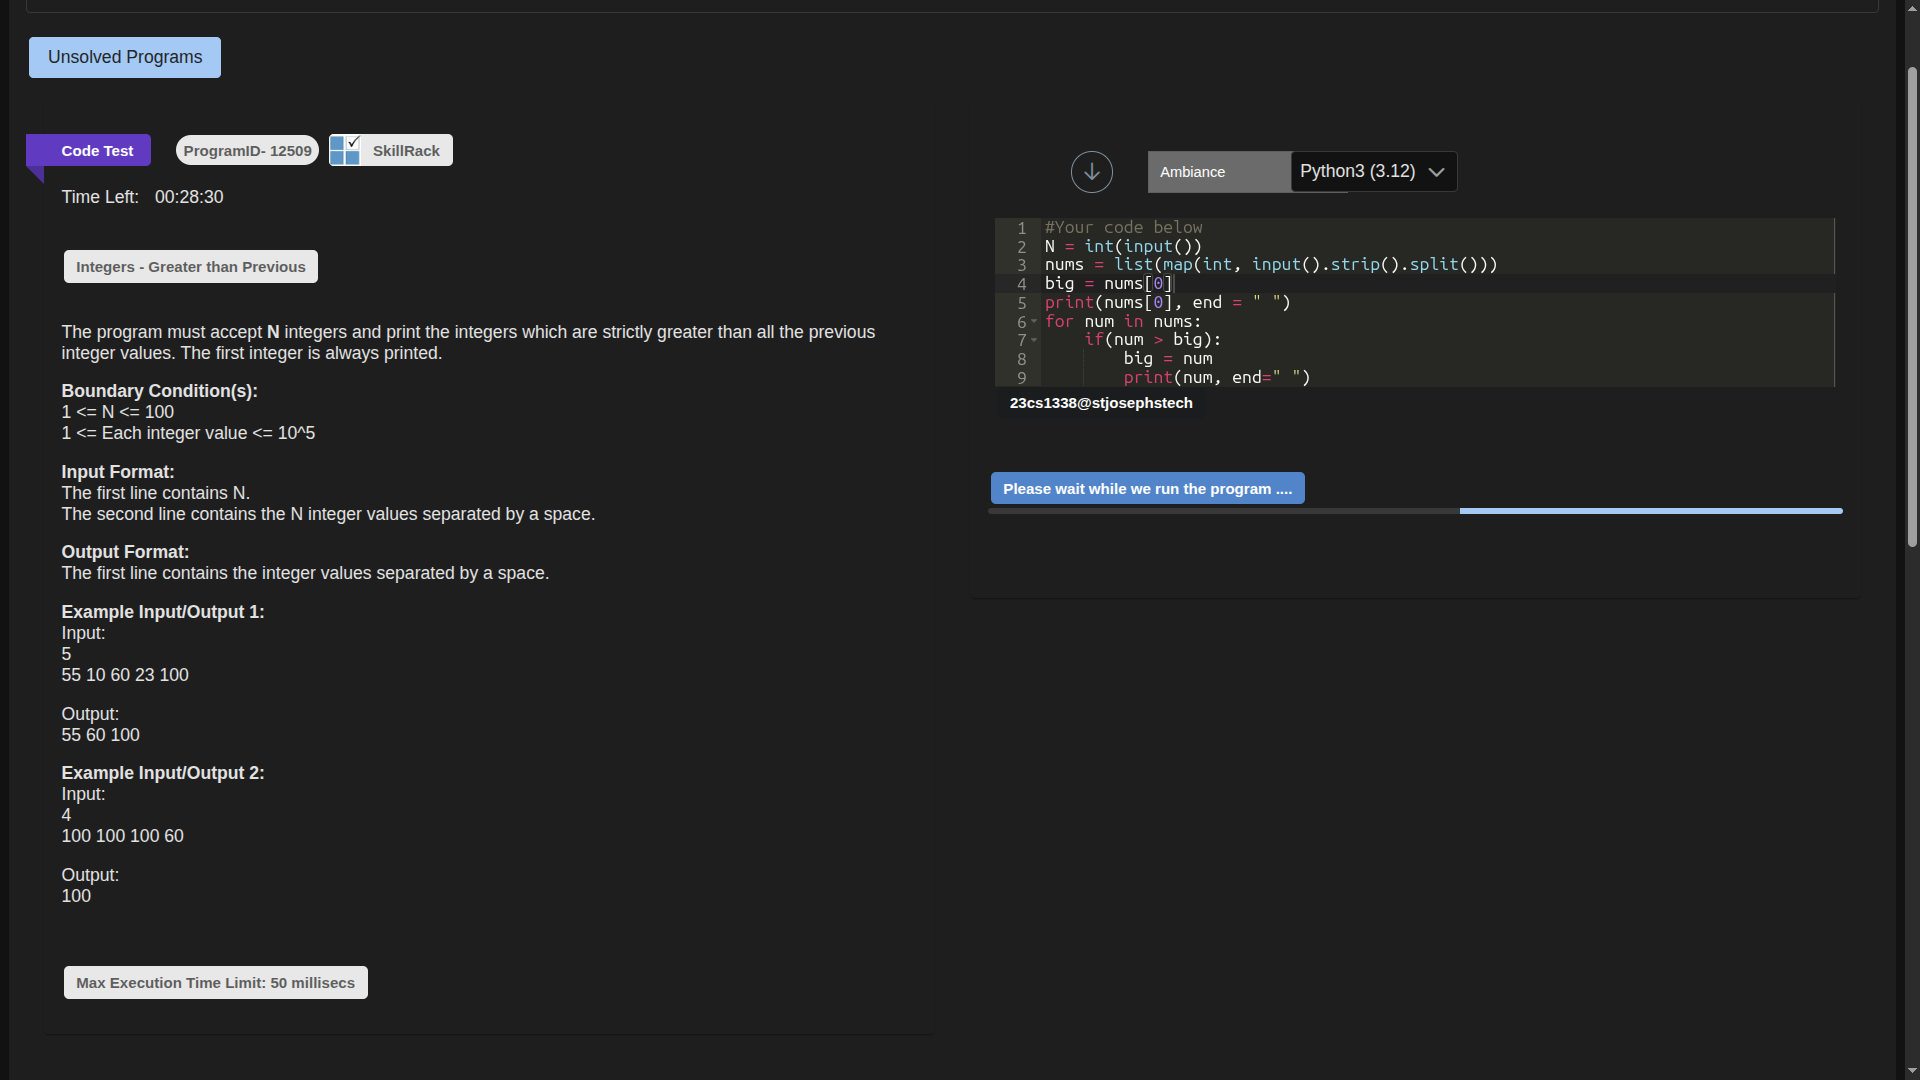 Unsolved Programs
Code Test
ProgramID- 12509
SkillRack
Time Left: 00:28:30
Integers - Greater than Previous
The program must accept N integers and print the integers which are strictly greater than all the previous
integer values. The first integer is always printed.
Boundary Condition(s):
1 <= N <= 100
1 <= Each integer value <= 10^5
Input Format:
The first line contains N.
The second line contains the N integer values separated by a space.
Output Format:
The first line contains the integer values separated by a space.
Example Input/Output 1:
Input:
5
55 10 60 23 100
Output:
55 60 100
Example Input/Output 2:
Input:
4
100 100 100 60
Output:
100
Max Execution Time Limit: 50 millisecs
Ambiance
Python3 (3.12)
1 #Your code below
2 N = int(input())
3 nums = list(map(int, input().strip().split()))
4 big = nums[0]
5 print(nums[0], end = " ")
6 for num in nums:
7     if(num > big):
8         big = num
9         print(num, end=" ")
23cs1338@stjosephstech
Please wait while we run the program ....